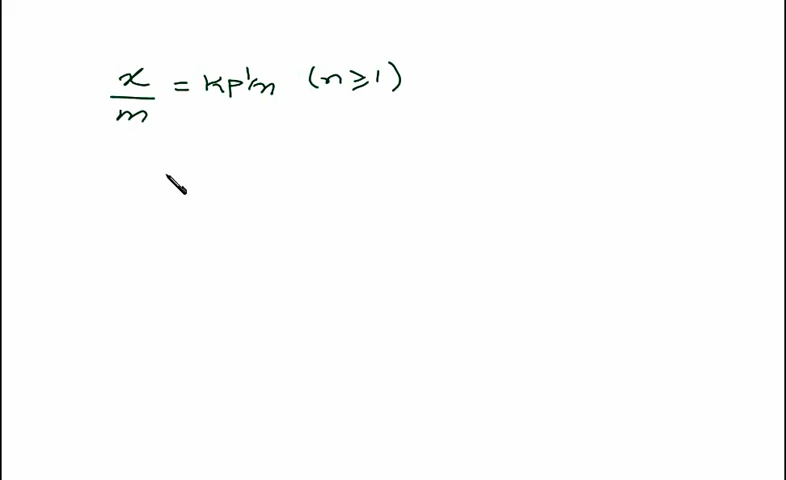 x/m = kp^1/n (n≥1)